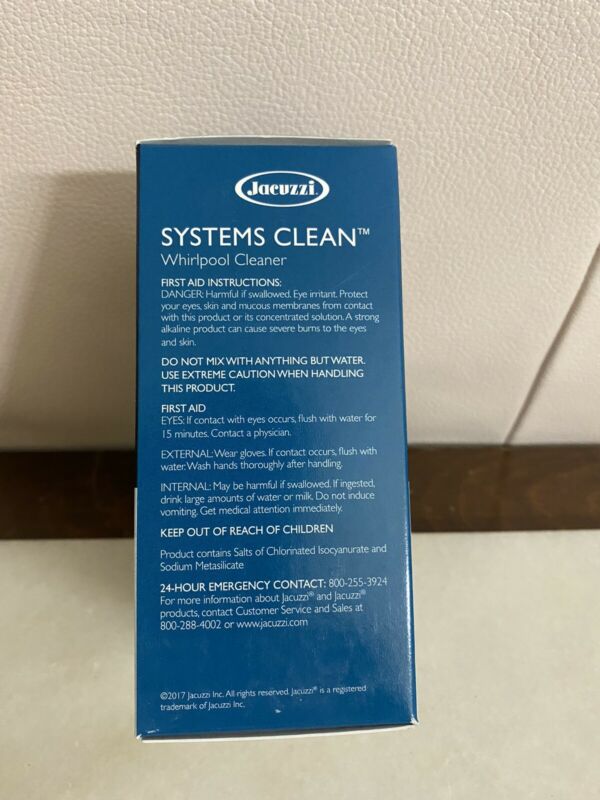 Jacuzzi
SYSTEMS CLEAN™
Whirlpool Cleaner
FIRST AID INSTRUCTIONS:
DANGER: Harmful if swallowed. Eye irritant. Protect
your eyes, skin and mucous membranes from contact
with this product or its concentrated solution. A strong
alkaline product can cause severe burns to the eyes
and skin.
DO NOT MIX WITH ANYTHING BUT WATER.
USE EXTREME CAUTION WHEN HANDLING
THIS PRODUCT.
FIRST AID
EYES: If contact with eyes occurs, flush with water for
15 minutes. Contact a physician.
EXTERNAL: Wear gloves. If contact occurs, flush with
water. Wash hands thoroughly after handling.
INTERNAL: May be harmful if swallowed. If ingested,
drink large amounts of water or milk. Do not induce
vomiting. Get medical attention immediately.
KEEP OUT OF REACH OF CHILDREN
Product contains Salts of Chlorinated Isocyanurate and
Sodium Metasilicate
24-HOUR EMERGENCY CONTACT: 800-255-3924
For more information about Jacuzzi® and Jacuzzi®
products, contact Customer Service and Sales at
800-288-4002 or www.jacuzzi.com
©2017 Jacuzzi Inc. All rights reserved. Jacuzzi® is a registered
trademark of Jacuzzi Inc.